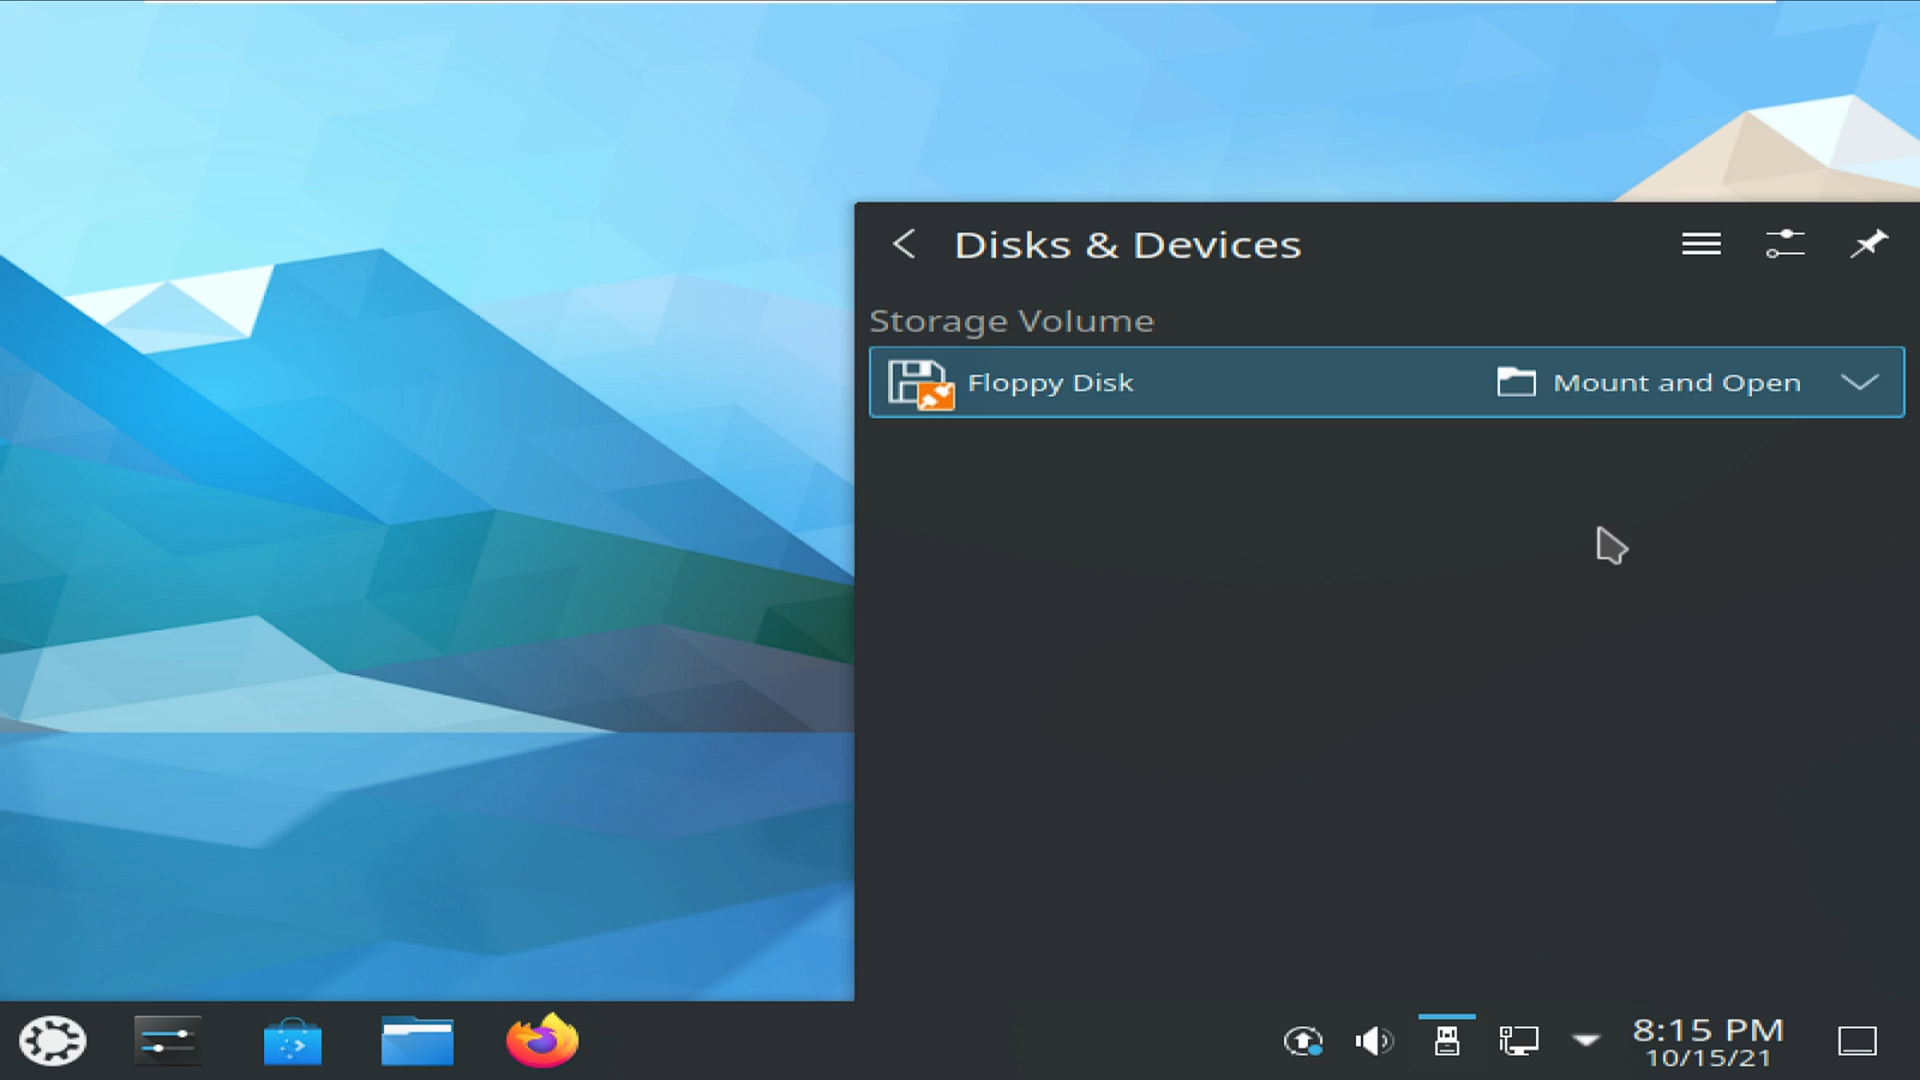 Disks & Devices
Storage Volume
Floppy Disk
Mount and Open
8:15 PM
10/15/21